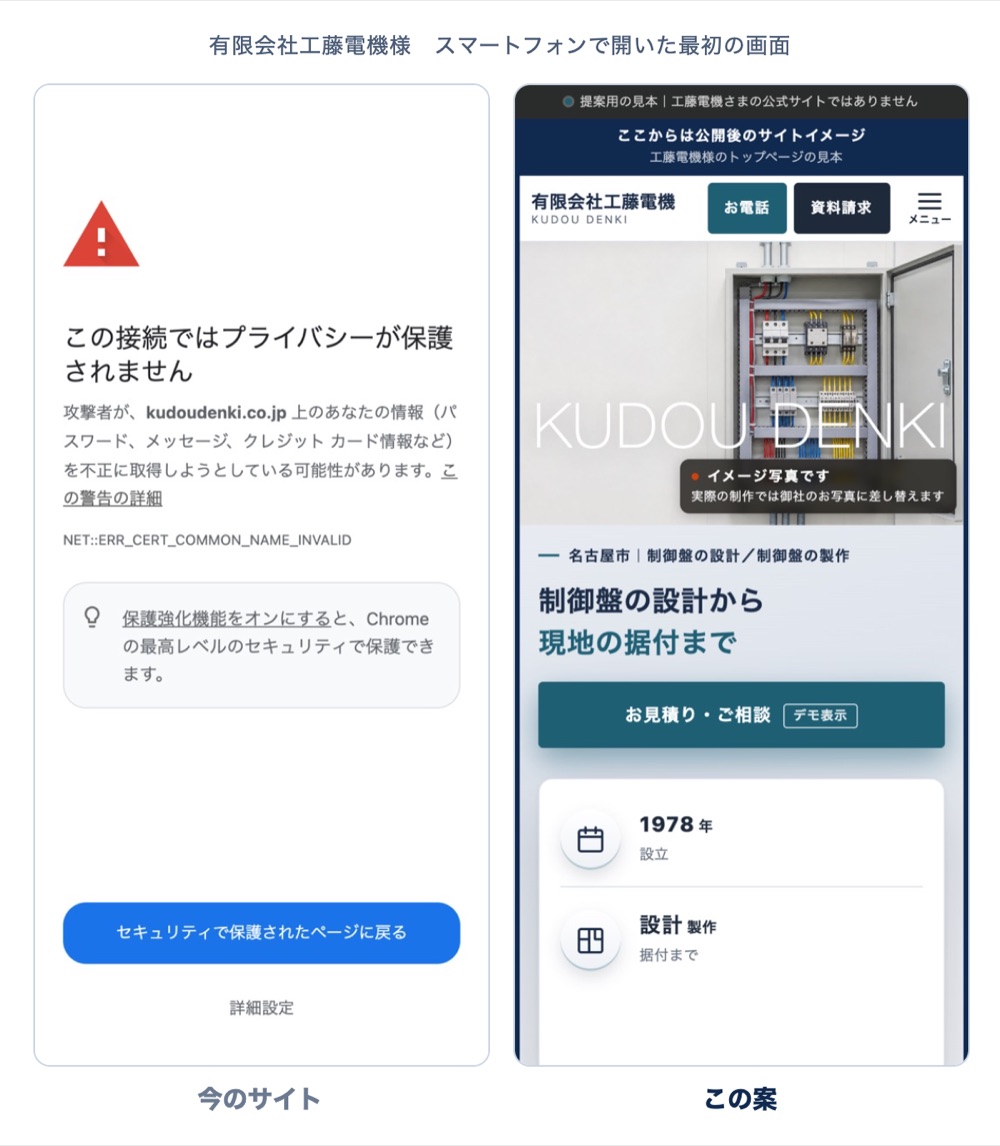 有限会社工藤電機様　スマートフォンで開いた最初の画面
この接続ではプライバシーが保護
されません
攻撃者が、kudoudenki.co.jp 上のあなたの情報（パ
スワード、メッセージ、クレジット カード情報など）
を不正に取得しようとしている可能性があります。こ
の警告の詳細
NET::ERR_CERT_COMMON_NAME_INVALID
保護強化機能をオンにすると、Chrome
の最高レベルのセキュリティで保護でき
ます。
セキュリティで保護されたページに戻る
詳細設定
今のサイト
提案用の見本｜工藤電機さまの公式サイトではありません
ここからは公開後のサイトイメージ
工藤電機様のトップページの見本
有限会社工藤電機
KUDOU DENKI
お電話
資料請求
メニュー
KUDOU DENKI
イメージ写真です
実際の制作では御社のお写真に差し替えます
名古屋市｜制御盤の設計／制御盤の製作
制御盤の設計から
現地の据付まで
お見積り・ご相談 デモ表示
1978 年
設立
設計 製作
据付まで
この案